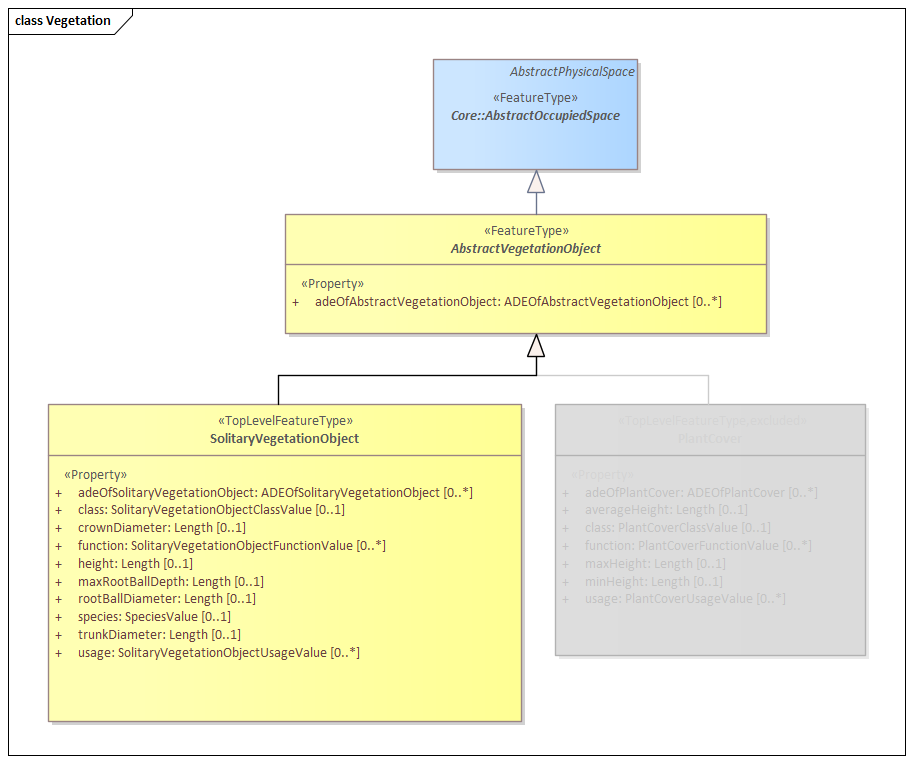 class Vegetation
AbstractPhysicalSpace
«FeatureType»
Core::AbstractOccupiedSpace
«FeatureType»
AbstractVegetationObject
«Property»
+ adeOfAbstractVegetationObject: ADEOfAbstractVegetationObject [0..*]
«TopLevelFeatureType»
SolitaryVegetationObject
«Property»
+ adeOfSolitaryVegetationObject: ADEOfSolitaryVegetationObject [0..*]
+ class: SolitaryVegetationObjectClassValue [0..1]
+ crownDiameter: Length [0..1]
+ function: SolitaryVegetationObjectFunctionValue [0..*]
+ height: Length [0..1]
+ maxRootBallDepth: Length [0..1]
+ rootBallDiameter: Length [0..1]
+ species: SpeciesValue [0..1]
+ trunkDiameter: Length [0..1]
+ usage: SolitaryVegetationObjectUsageValue [0..*]
«TopLevelFeatureType,excluded»
PlantCover
«Property»
+ adeOfPlantCover: ADEOfPlantCover [0..*]
+ averageHeight: Length [0..1]
+ class: PlantCoverClassValue [0..1]
+ function: PlantCoverFunctionValue [0..*]
+ maxHeight: Length [0..1]
+ minHeight: Length [0..1]
+ usage: PlantCoverUsageValue [0..*]